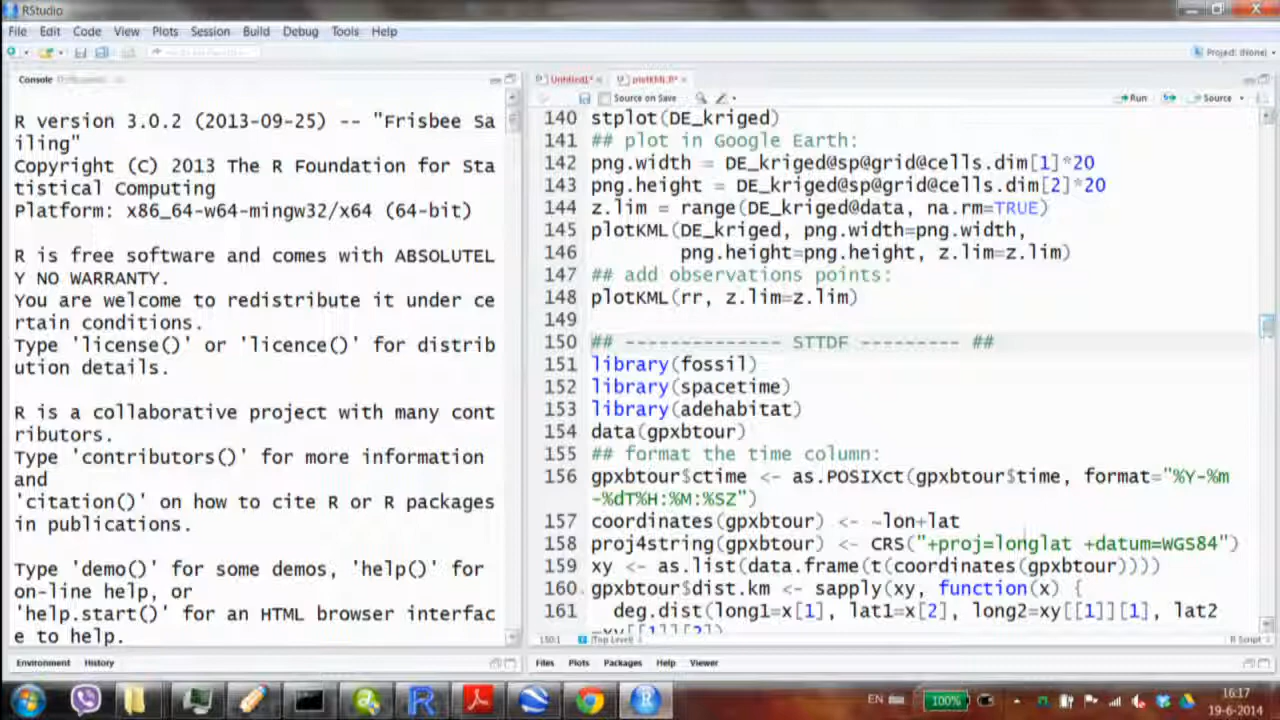 RStudio
File Edit Code View Plots Session Build Debug Tools Help
Project: (None)
Console
R version 3.0.2 (2013-09-25) -- "Frisbee Sa
iling"
Copyright (C) 2013 The R Foundation for Sta
tistical Computing
Platform: x86_64-w64-mingw32/x64 (64-bit)
R is free software and comes with ABSOLUTEL
Y NO WARRANTY.
You are welcome to redistribute it under ce
rtain conditions.
Type 'license()' or 'licence()' for distrib
ution details.
R is a collaborative project with many cont
ributors.
Type 'contributors()' for more information
and
'citation()' on how to cite R or R packages
in publications.
Type 'demo()' for some demos, 'help()' for
on-line help, or
'help.start()' for an HTML browser interfac
e to help.
Environment History
Untitled1* plotKML.R*
Source on Save Run Source
140 stplot(DE_kriged)
141 ## plot in Google Earth:
142 png.width = DE_kriged@sp@grid@cells.dim[1]*20
143 png.height = DE_kriged@sp@grid@cells.dim[2]*20
144 z.lim = range(DE_kriged@data, na.rm=TRUE)
145 plotKML(DE_kriged, png.width=png.width,
146 png.height=png.height, z.lim=z.lim)
147 ## add observations points:
148 plotKML(rr, z.lim=z.lim)
149
150 ## -------------- STTDF --------- ##
151 library(fossil)
152 library(spacetime)
153 library(adehabitat)
154 data(gpxbtour)
155 ## format the time column:
156 gpxbtour$ctime <- as.POSIXct(gpxbtour$time, format="%Y-%m
-%dT%H:%M:%SZ")
157 coordinates(gpxbtour) <- ~lon+lat
158 proj4string(gpxbtour) <- CRS("+proj=longlat +datum=WGS84")
159 xy <- as.list(data.frame(t(coordinates(gpxbtour))))
160 gpxbtour$dist.km <- sapply(xy, function(x) {
161 deg.dist(long1=x[1], lat1=x[2], long2=xy[[1]][1], lat2
=xy[[1]][2])
150:1 (Top Level) R Script
Files Plots Packages Help Viewer
EN 100% 16:17
19-6-2014